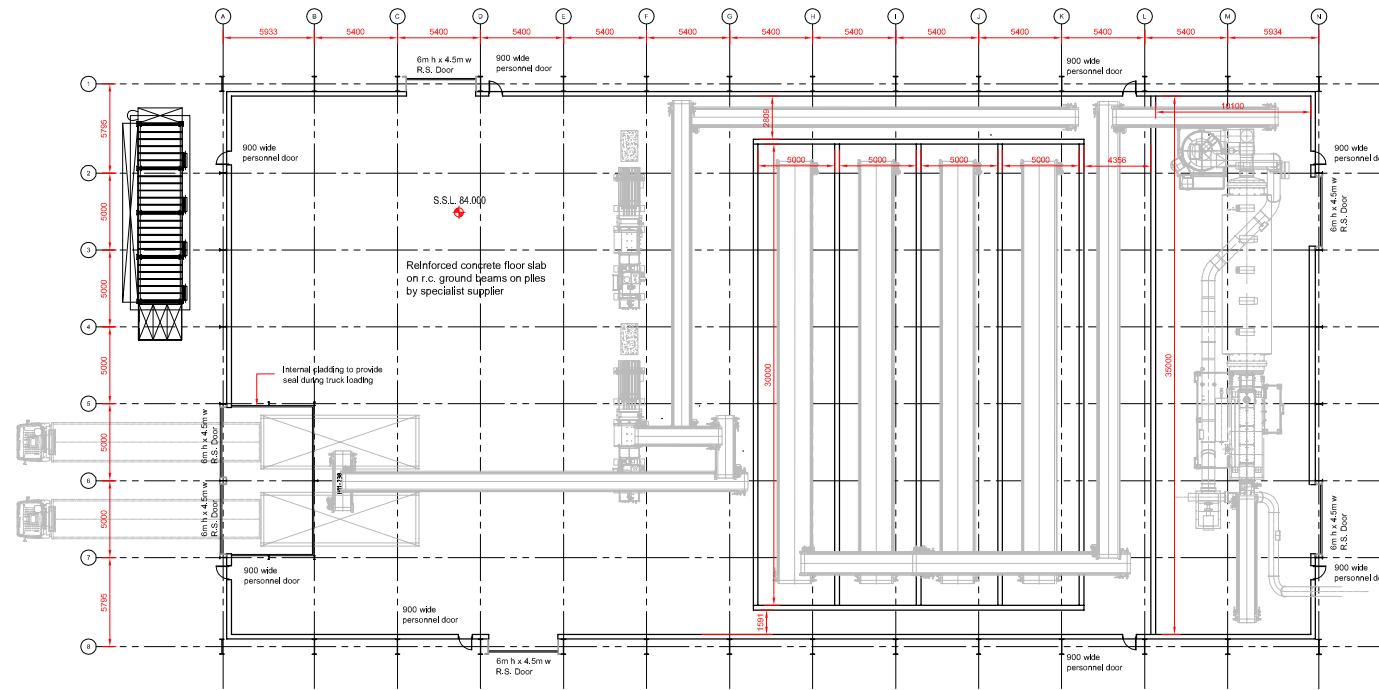 A B C D E F G H I J K L M N
5933 5400 5400 5400 5400 5400 5400 5400 5400 5400 5400 5400 5934
6m h x 4.5m w
R.S. Door
900 wide
personnel door
900 wide
personnel door
1
2
3
4
5
6
7
8
5795
5000
5000
5000
5000
5000
5795
900 wide
personnel door
2809
10100
5000 5000 5000 5000 4356
900 wide
personnel do
6m h x 4.5m w
R.S. Door
S.S.L. 84.000
Reinforced concrete floor slab
on r.c. ground beams on piles
by specialist supplier
Internal cladding to provide
seal during truck loading
30000
35000
6m h x 4.5m w
R.S. Door
6m h x 4.5m w
R.S. Door
6m h x 4.5m w
R.S. Door
900 wide
personnel door
900 wide
personnel do
900 wide
personnel door
1591
6m h x 4.5m w
R.S. Door
900 wide
personnel door